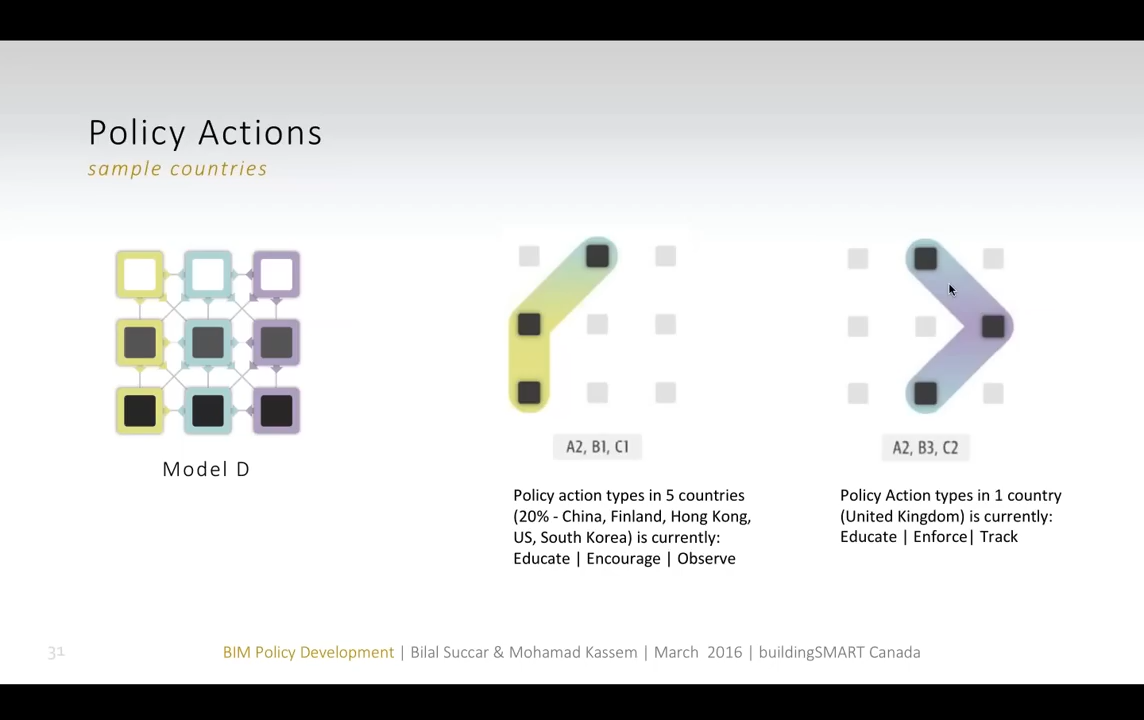 Policy Actions
sample countries
Model D
A2, B1, C1
Policy action types in 5 countries
(20% - China, Finland, Hong Kong,
US, South Korea) is currently:
Educate | Encourage | Observe
A2, B3, C2
Policy Action types in 1 country
(United Kingdom) is currently:
Educate | Enforce| Track
31
BIM Policy Development | Bilal Succar & Mohamad Kassem | March 2016 | buildingSMART Canada